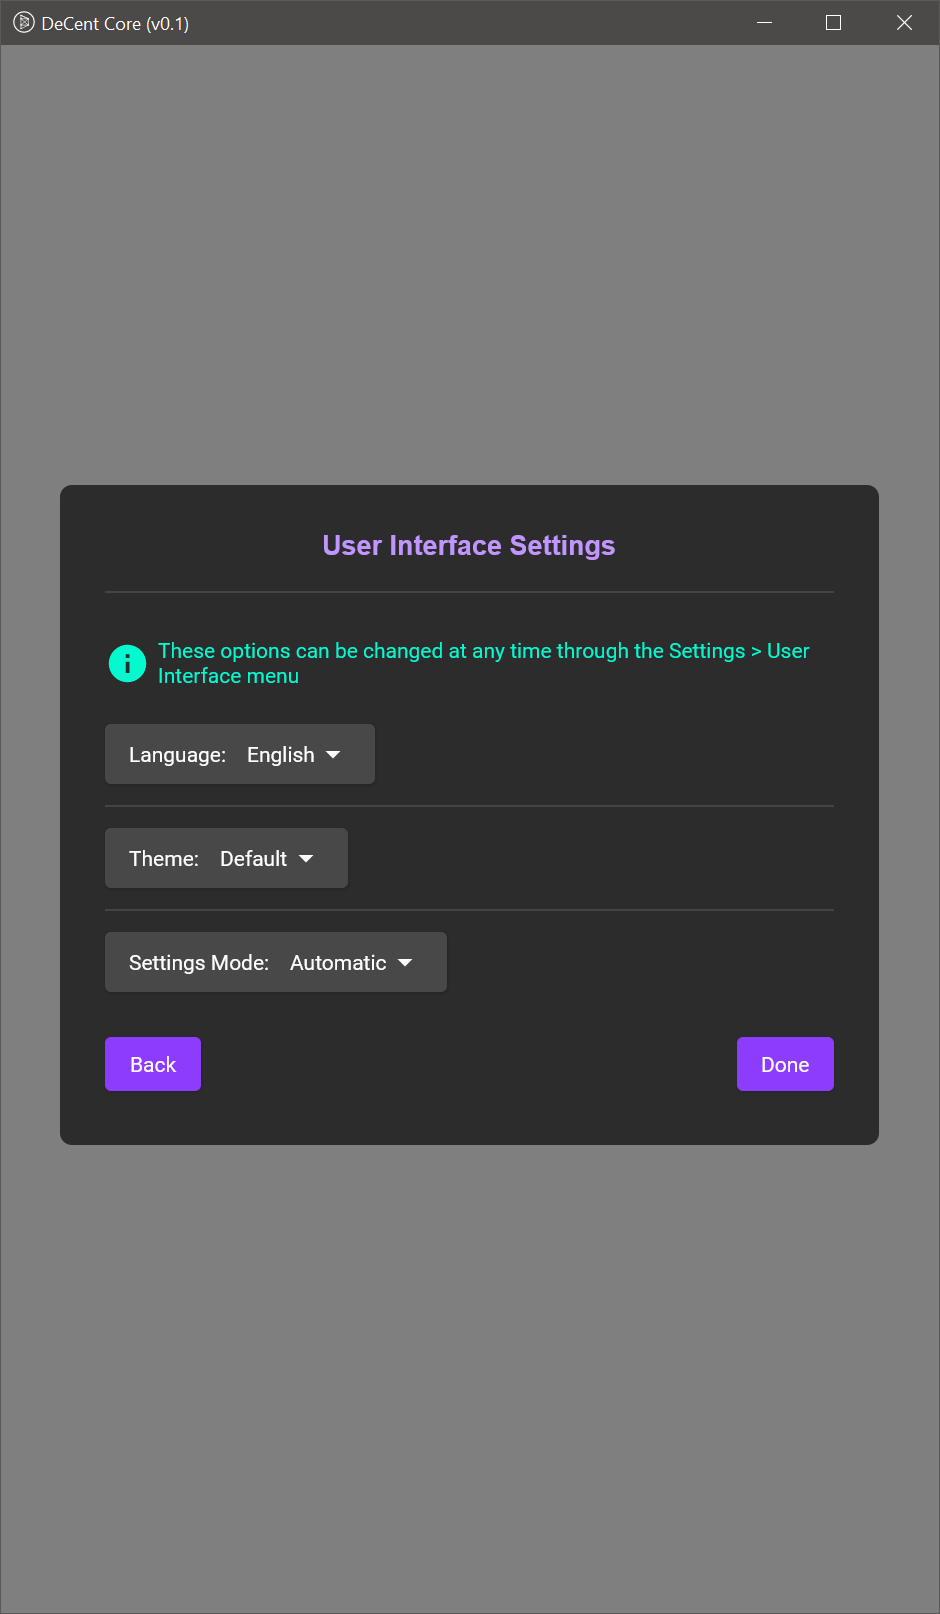 DeCent Core (v0.1)
User Interface Settings
These options can be changed at any time through the Settings > User
Interface menu
Language: English
Theme: Default
Settings Mode: Automatic
Back Done